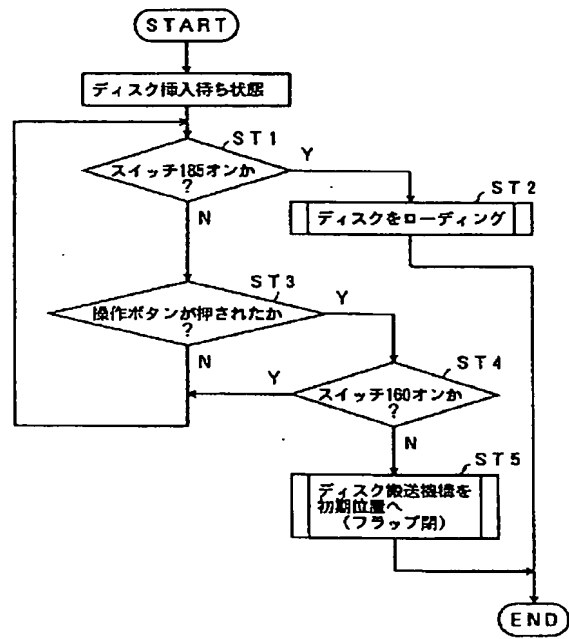 START
ディスク挿入待ち状態
ST1
スイッチ185オンか
?
Y
N
ST2
ディスクをローディング
ST3
操作ボタンが押されたか
?
Y
N
ST4
スイッチ160オンか
?
Y
N
ST5
ディスク搬送機構を
初期位置へ
(フラップ閉)
END